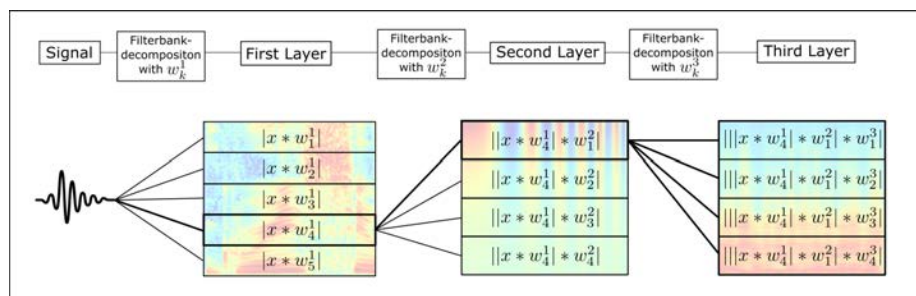 Signal
Filterbank-
decompositon
with w_k^1
First Layer
Filterbank-
decompositon
with w_k^2
Second Layer
Filterbank-
decompositon
with w_k^3
Third Layer
|x * w_1^1|
|x * w_2^1|
|x * w_3^1|
|x * w_4^1|
|x * w_5^1|
||x * w_4^1| * w_1^2|
||x * w_4^1| * w_2^2|
||x * w_4^1| * w_3^2|
||x * w_4^1| * w_4^2|
|||x * w_4^1| * w_1^2| * w_1^3|
|||x * w_4^1| * w_1^2| * w_2^3|
|||x * w_4^1| * w_1^2| * w_3^3|
|||x * w_4^1| * w_1^2| * w_4^3|